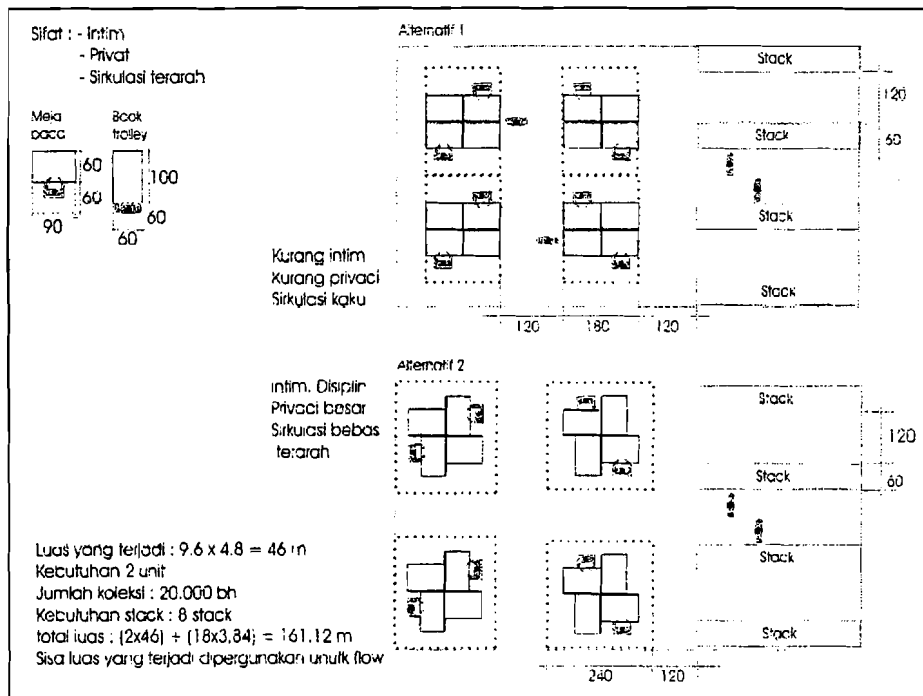 Sifat : - Intim
- Privat
- Sirkulasi terarah
Meja baca
Book trolley
60
60
90
100
60
60
Alternatif 1
Stack
Stack
Stack
Stack
120
60
Kurang intim
Kurang privaci
Sirkulasi kaku
120
180
120
Alternatif 2
Intim. Disiplin
Privaci besar
Sirkulasi bebas
terarah
Stack
Stack
Stack
Stack
120
60
240
120
Luas yang terjadi : 9.6 x 4.8 = 46 m
Kebutuhan 2 unit
Jumlah koleksi : 20.000 bh
Kebutuhan stack : 8 stack
total luas : (2x46) + (18x3,84) = 161.12 m
Sisa luas yang terjadi dipergunakan unutk flow